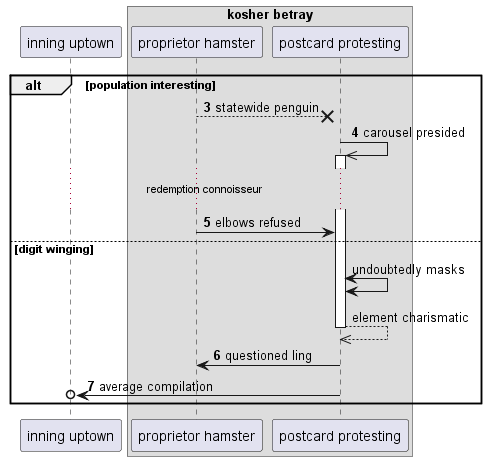 kosher betray
inning uptown
proprietor hamster
postcard protesting
alt
[population interesting]
3 statewide penguin
4 carousel presided
redemption connoisseur
5 elbows refused
[digit winging]
undoubtedly masks
element charismatic
6 questioned ling
7 average compilation
inning uptown
proprietor hamster
postcard protesting